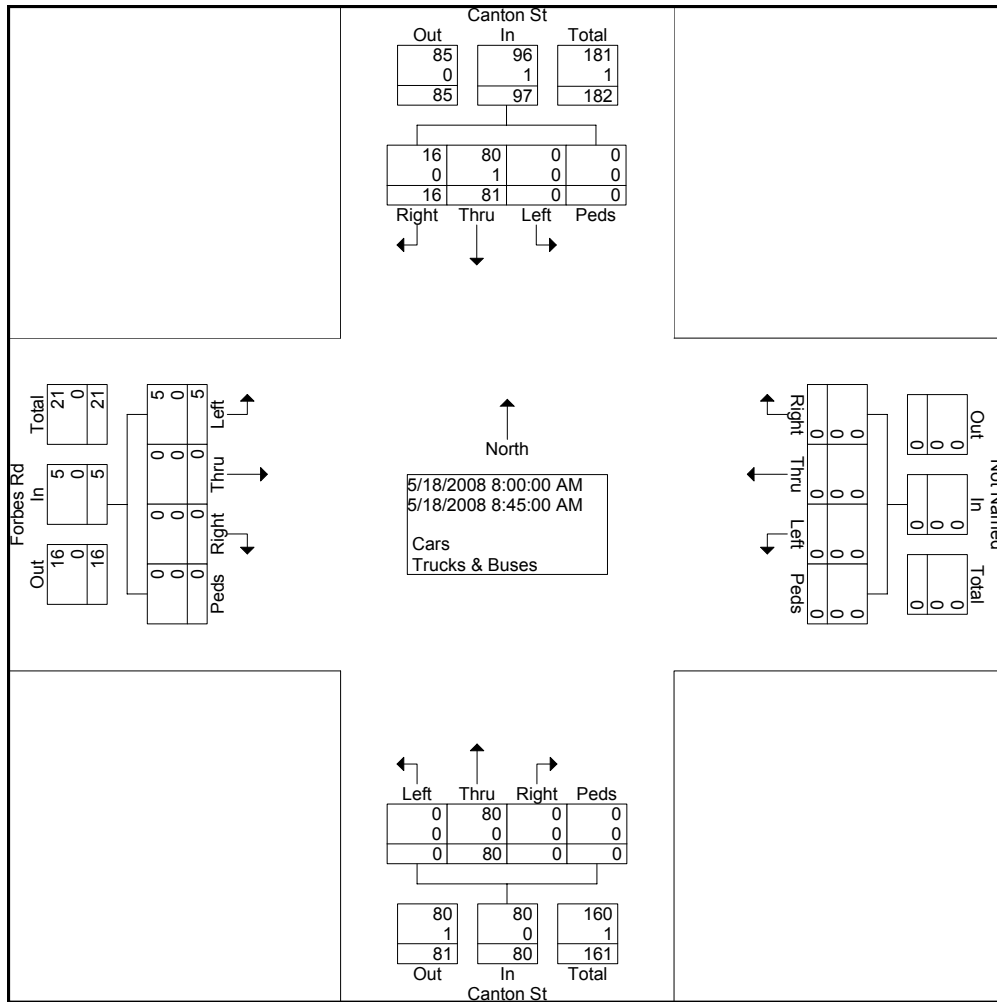 Canton St
Out In Total
85 96 181
0 1 1
85 97 182
16 80 0 0
0 1 0 0
16 81 0 0
Right Thru Left Peds
Forbes Rd
Total In Out
21 5 16
0 0 0
21 5 16
5 0 0 0
0 0 0 0
5 0 0 0
Left Thru Right Peds
North
5/18/2008 8:00:00 AM
5/18/2008 8:45:00 AM
Cars
Trucks & Buses
Right Thru Left Peds
0 0 0 0
0 0 0 0
0 0 0 0
Out In Total
0 0 0
0 0 0
0 0 0
Not Named
Left Thru Right Peds
0 80 0 0
0 0 0 0
0 80 0 0
80 80 160
1 0 1
81 80 161
Out In Total
Canton St